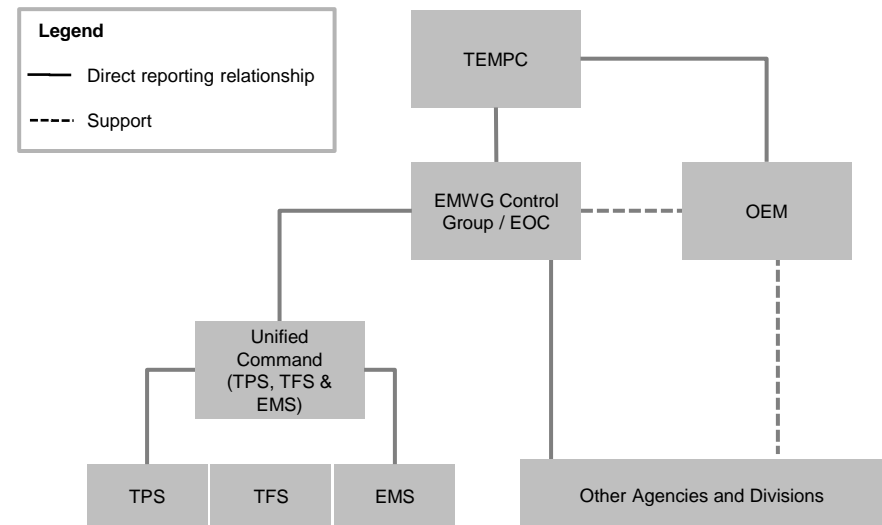 Legend
Direct reporting relationship
Support
TEMPC
EMWG Control
Group / EOC
OEM
Unified
Command
(TPS, TFS &
EMS)
TPS
TFS
EMS
Other Agencies and Divisions